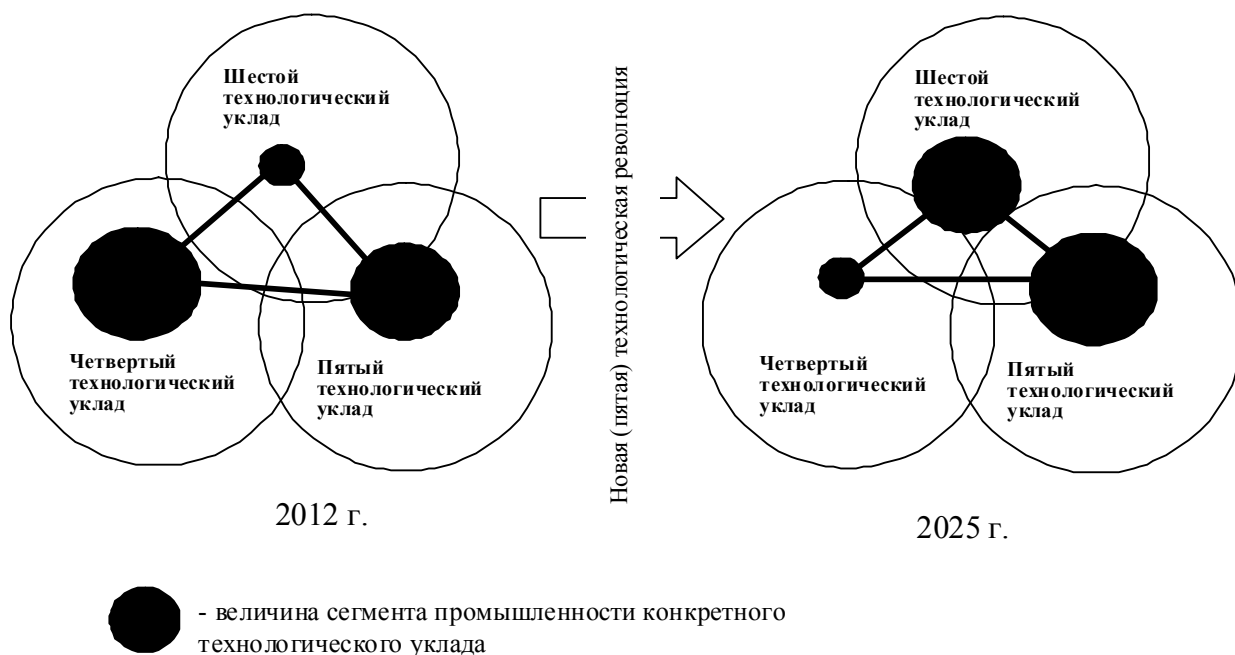 Шестой
технологический
уклад
Четвертый
технологический
уклад
Пятый
технологический
уклад
2012 г.
Новая (пятая) технологическая революция
Шестой
технологический
уклад
Четвертый
технологический
уклад
Пятый
технологический
уклад
2025 г.
- величина сегмента промышленности конкретного
технологического уклада